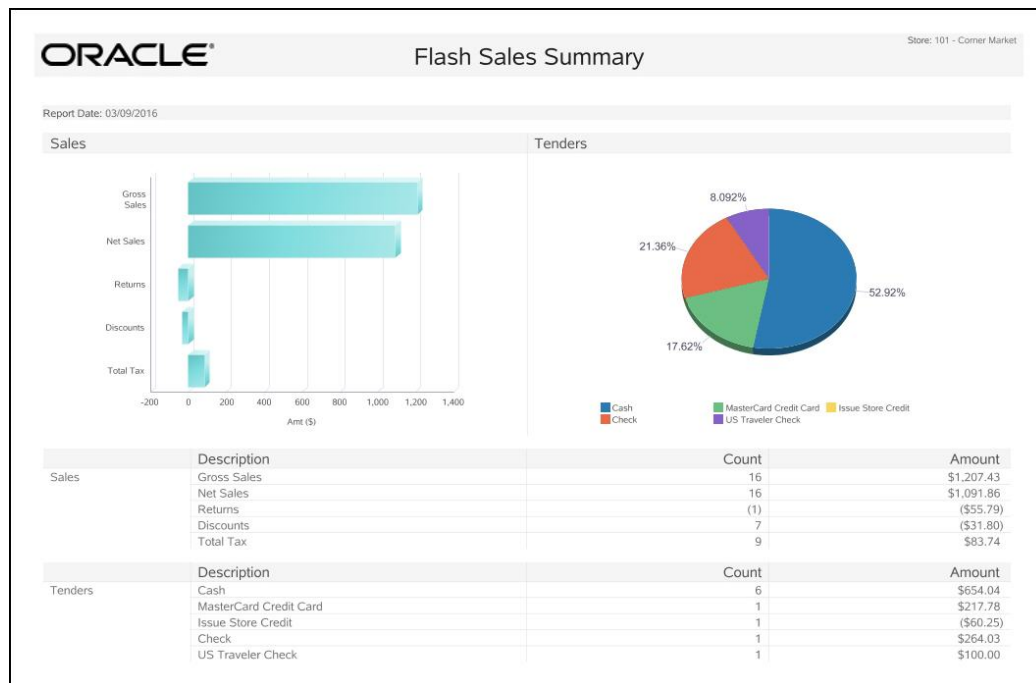 ORACLE®
Flash Sales Summary
Store: 101 - Corner Market
Report Date: 03/09/2016
Sales
Gross
Sales
Net Sales
Returns
Discounts
Total Tax
-200 0 200 400 600 800 1,000 1,200 1,400
Amt ($)
Tenders
8.092%
21.36%
52.92%
17.62%
Cash MasterCard Credit Card Issue Store Credit
Check US Traveler Check
Description Count Amount
Sales Gross Sales 16 $1,207.43
Net Sales 16 $1,091.86
Returns (1) ($55.79)
Discounts 7 ($31.80)
Total Tax 9 $83.74
Description Count Amount
Tenders Cash 6 $654.04
MasterCard Credit Card 1 $217.78
Issue Store Credit 1 ($60.25)
Check 1 $264.03
US Traveler Check 1 $100.00